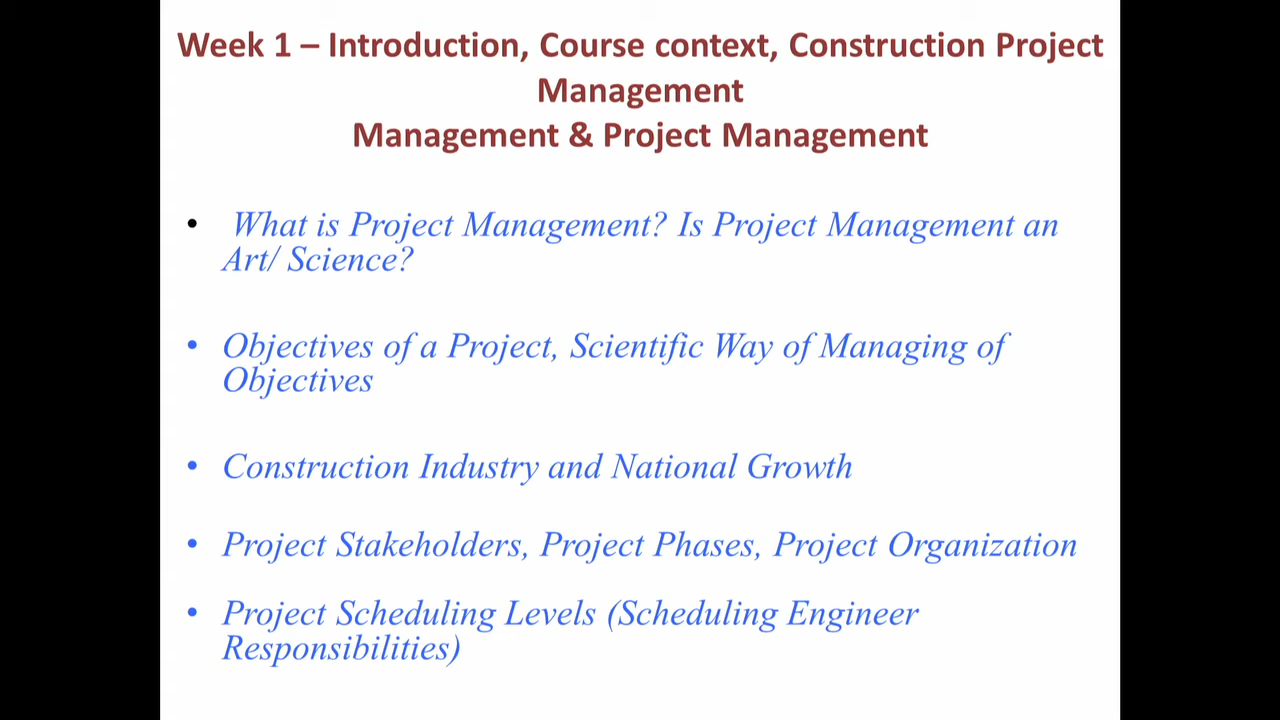 Week 1 – Introduction, Course context, Construction Project
Management
Management & Project Management
• What is Project Management? Is Project Management an
Art/ Science?
• Objectives of a Project, Scientific Way of Managing of
Objectives
• Construction Industry and National Growth
• Project Stakeholders, Project Phases, Project Organization
• Project Scheduling Levels (Scheduling Engineer
Responsibilities)